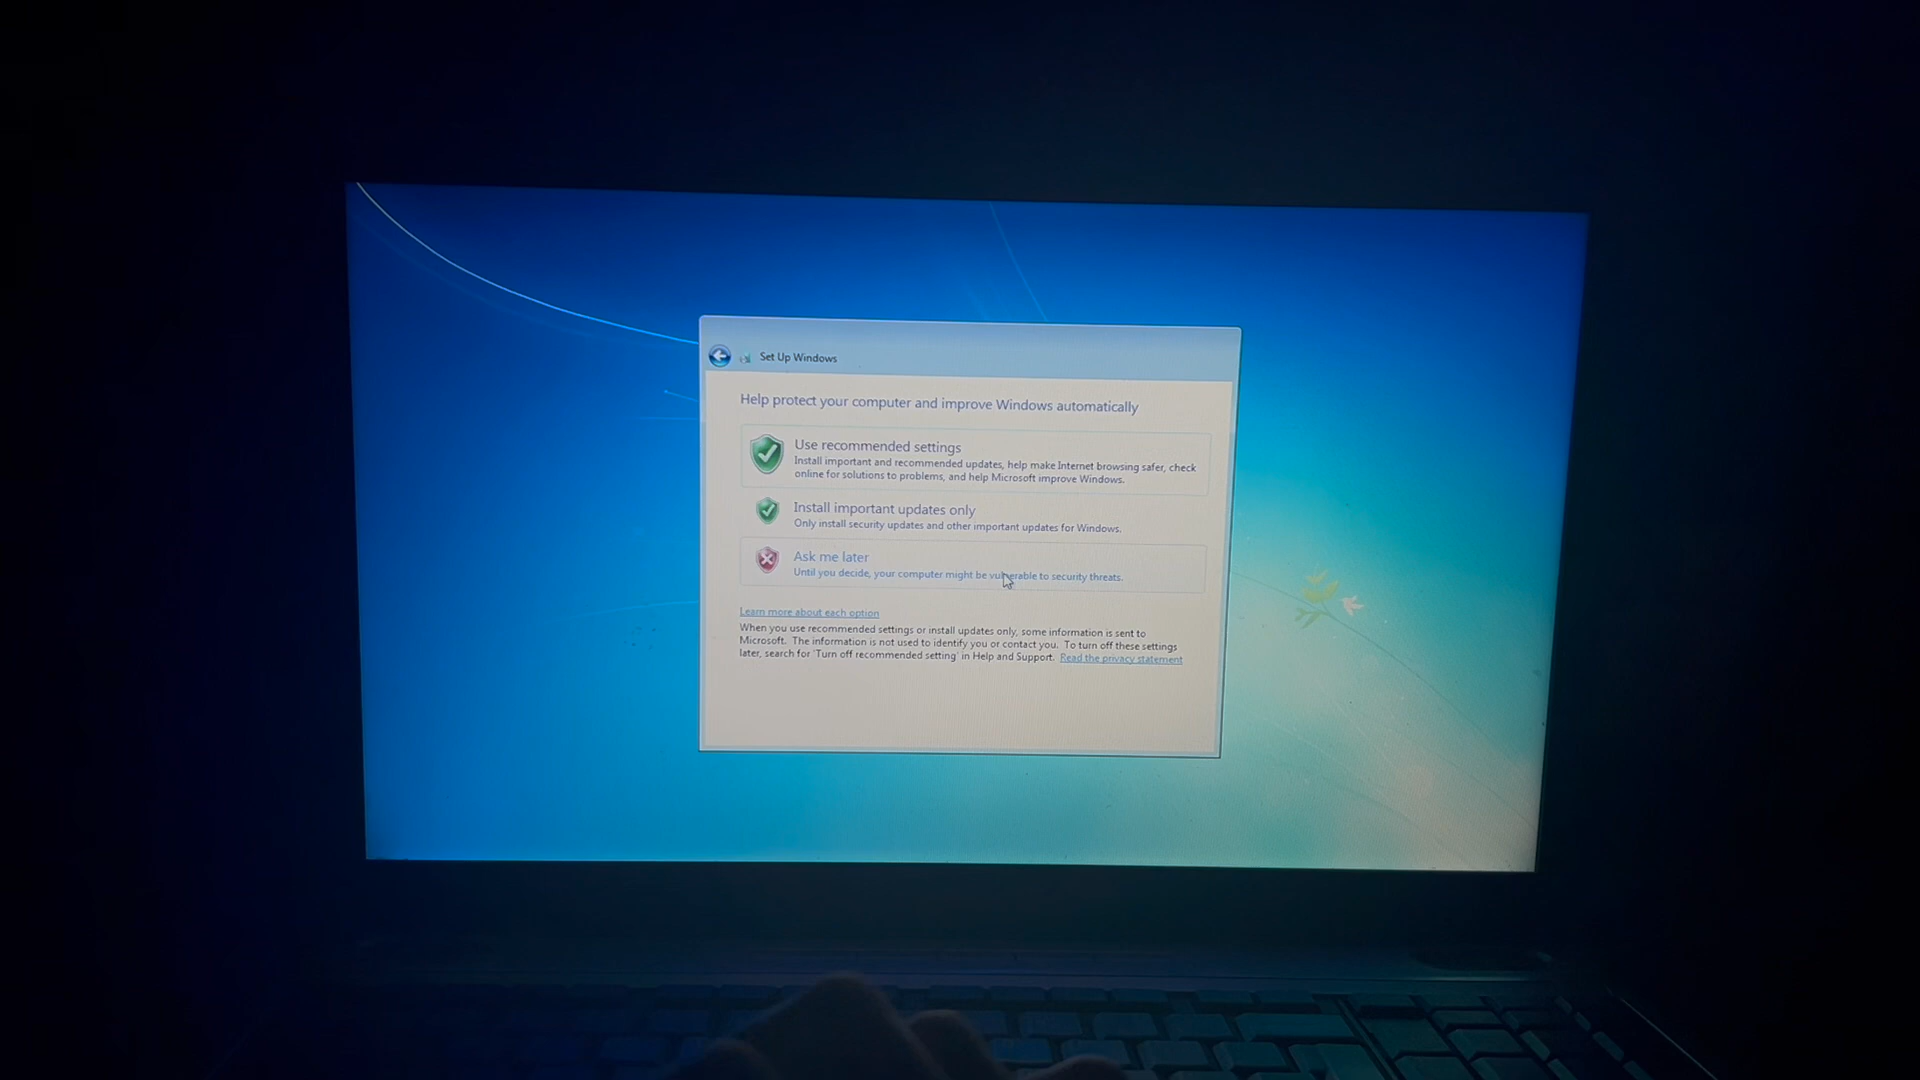 Set Up Windows
Help protect your computer and improve Windows automatically
Use recommended settings
Install important and recommended updates, help make Internet browsing safer, check
online for solutions to problems, and help Microsoft improve Windows.
Install important updates only
Only install security updates and other important updates for Windows.
Ask me later
Until you decide, your computer might be vulnerable to security threats.
Learn more about each option
When you use recommended settings or install updates only, some information is sent to
Microsoft. The information is not used to identify you or contact you. To turn off these settings
later, search for 'Turn off recommended setting' in Help and Support. Read the privacy statement